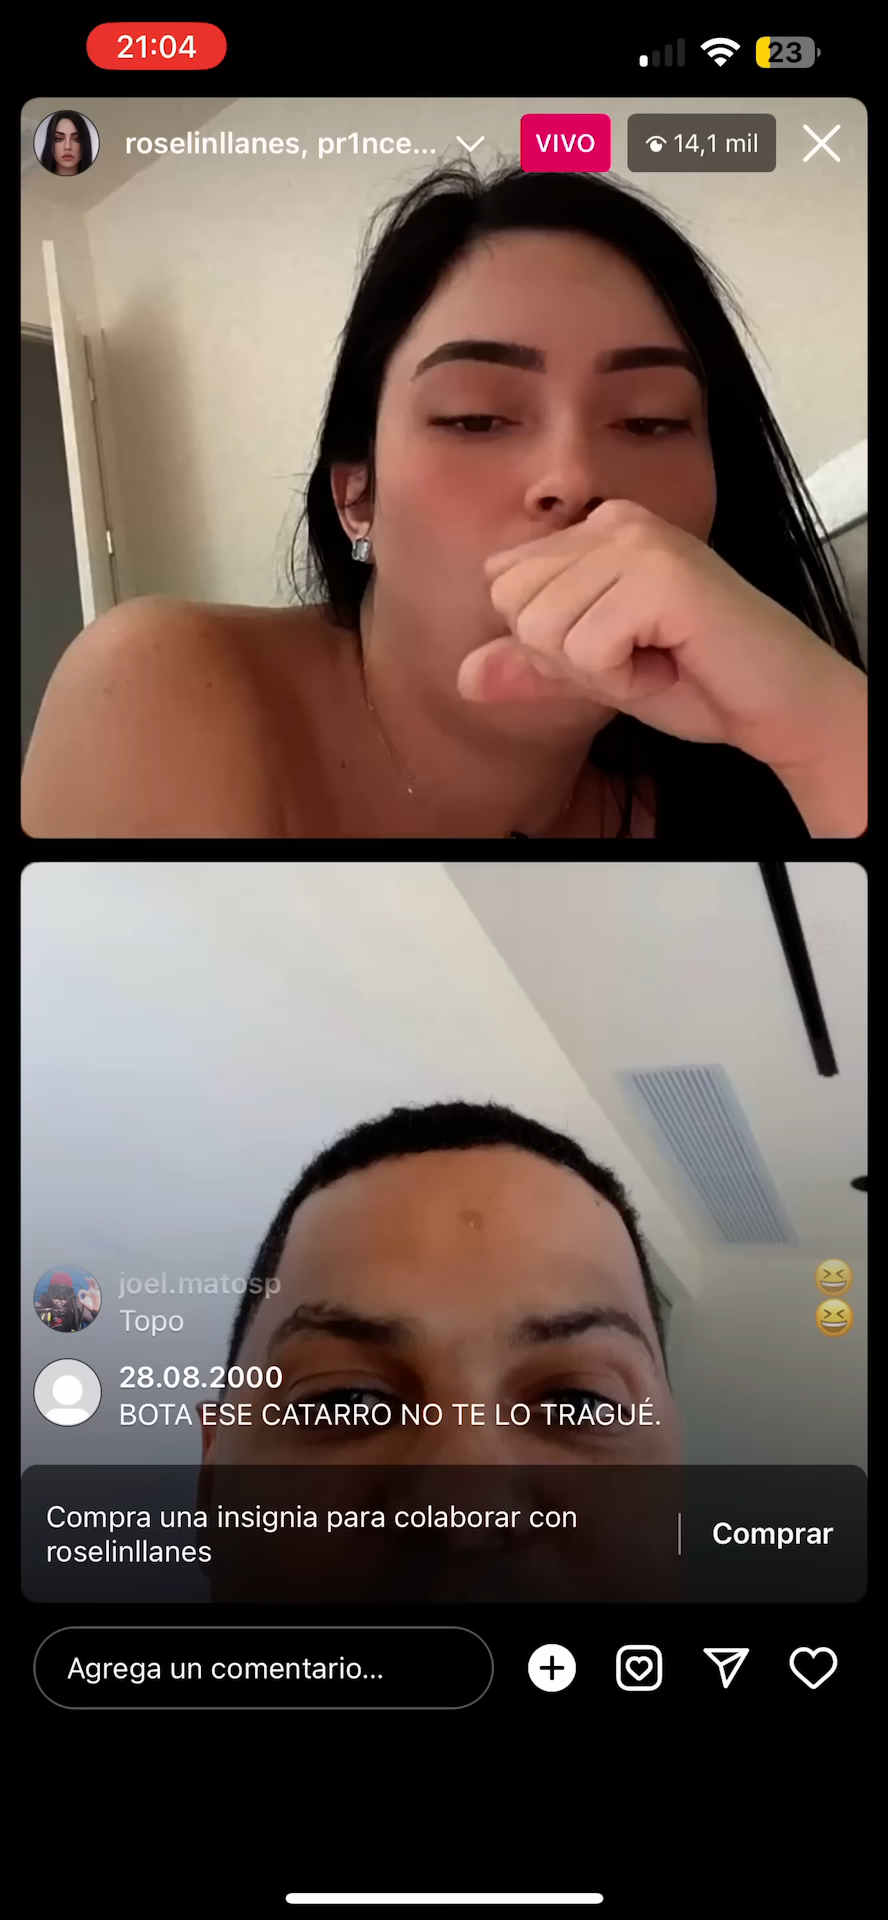 21:04
23
roselinllanes, pr1nce...
VIVO
14,1 mil
joel.matosp
Topo
28.08.2000
BOTA ESE CATARRO NO TE LO TRAGUÉ.
Compra una insignia para colaborar con
roselinllanes
Comprar
Agrega un comentario...